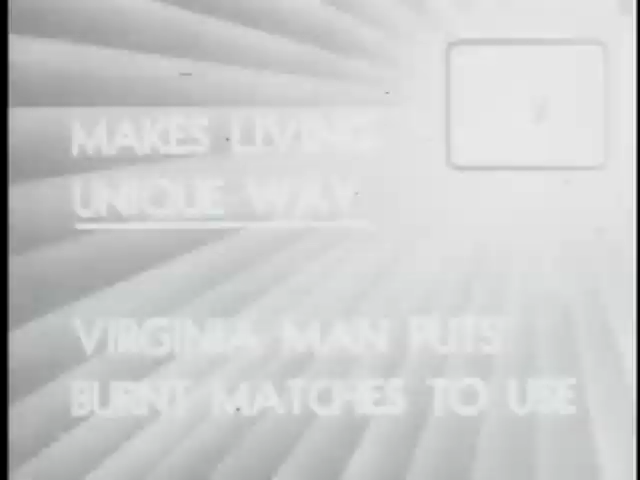 MAKES LIVING
UNIQUE WAY
VIRGINIA MAN PUTS
BURNT MATCHES TO USE